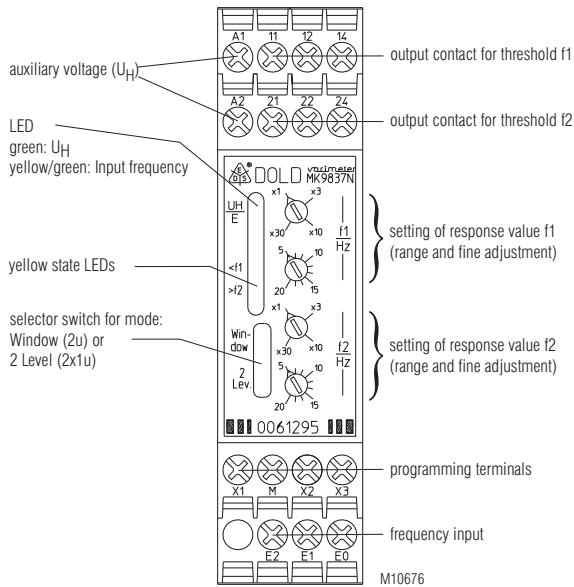 A1 11 12 14
output contact for threshold f1
auxiliary voltage (UH)
A2 21 22 24
output contact for threshold f2
LED
green: UH
yellow/green: Input frequency
E D S ® DOLD varimeter
MK9837N
UH
E
x1 x3
x30 x10
f1
Hz
setting of response value f1
(range and fine adjustment)
5 10
20 15
yellow state LEDs
<f1
>f2
selector switch for mode:
Window (2u) or
2 Level (2x1u)
Win-
dow
2
Lev.
x1 x3
x30 x10
f2
Hz
setting of response value f2
(range and fine adjustment)
5 10
20 15
0061295
programming terminals
X1 M X2 X3
frequency input
E2 E1 E0
M10676